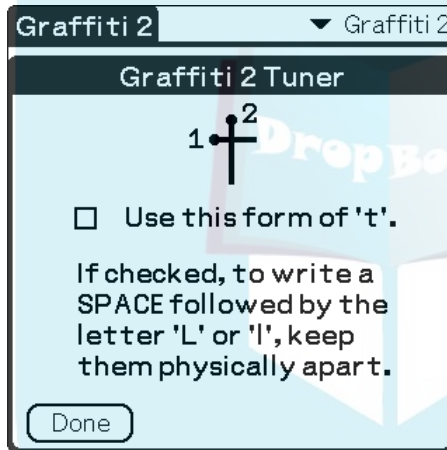 Graffiti 2
Graffiti 2
Graffiti 2 Tuner
2
1
DropBo
Use this form of 't'.
If checked, to write a
SPACE followed by the
letter 'L' or 'l', keep
them physically apart.
Done